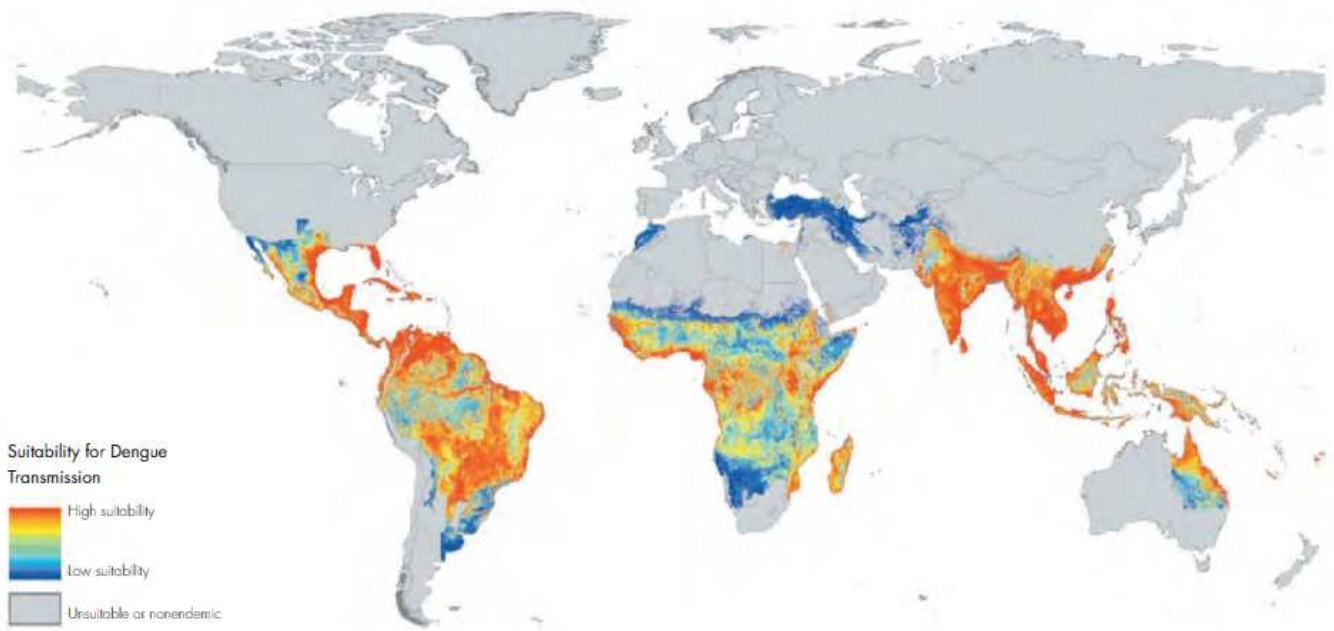 Suitability for Dengue
Transmission
High suitability
Low suitability
Unsuitable or nonendemic